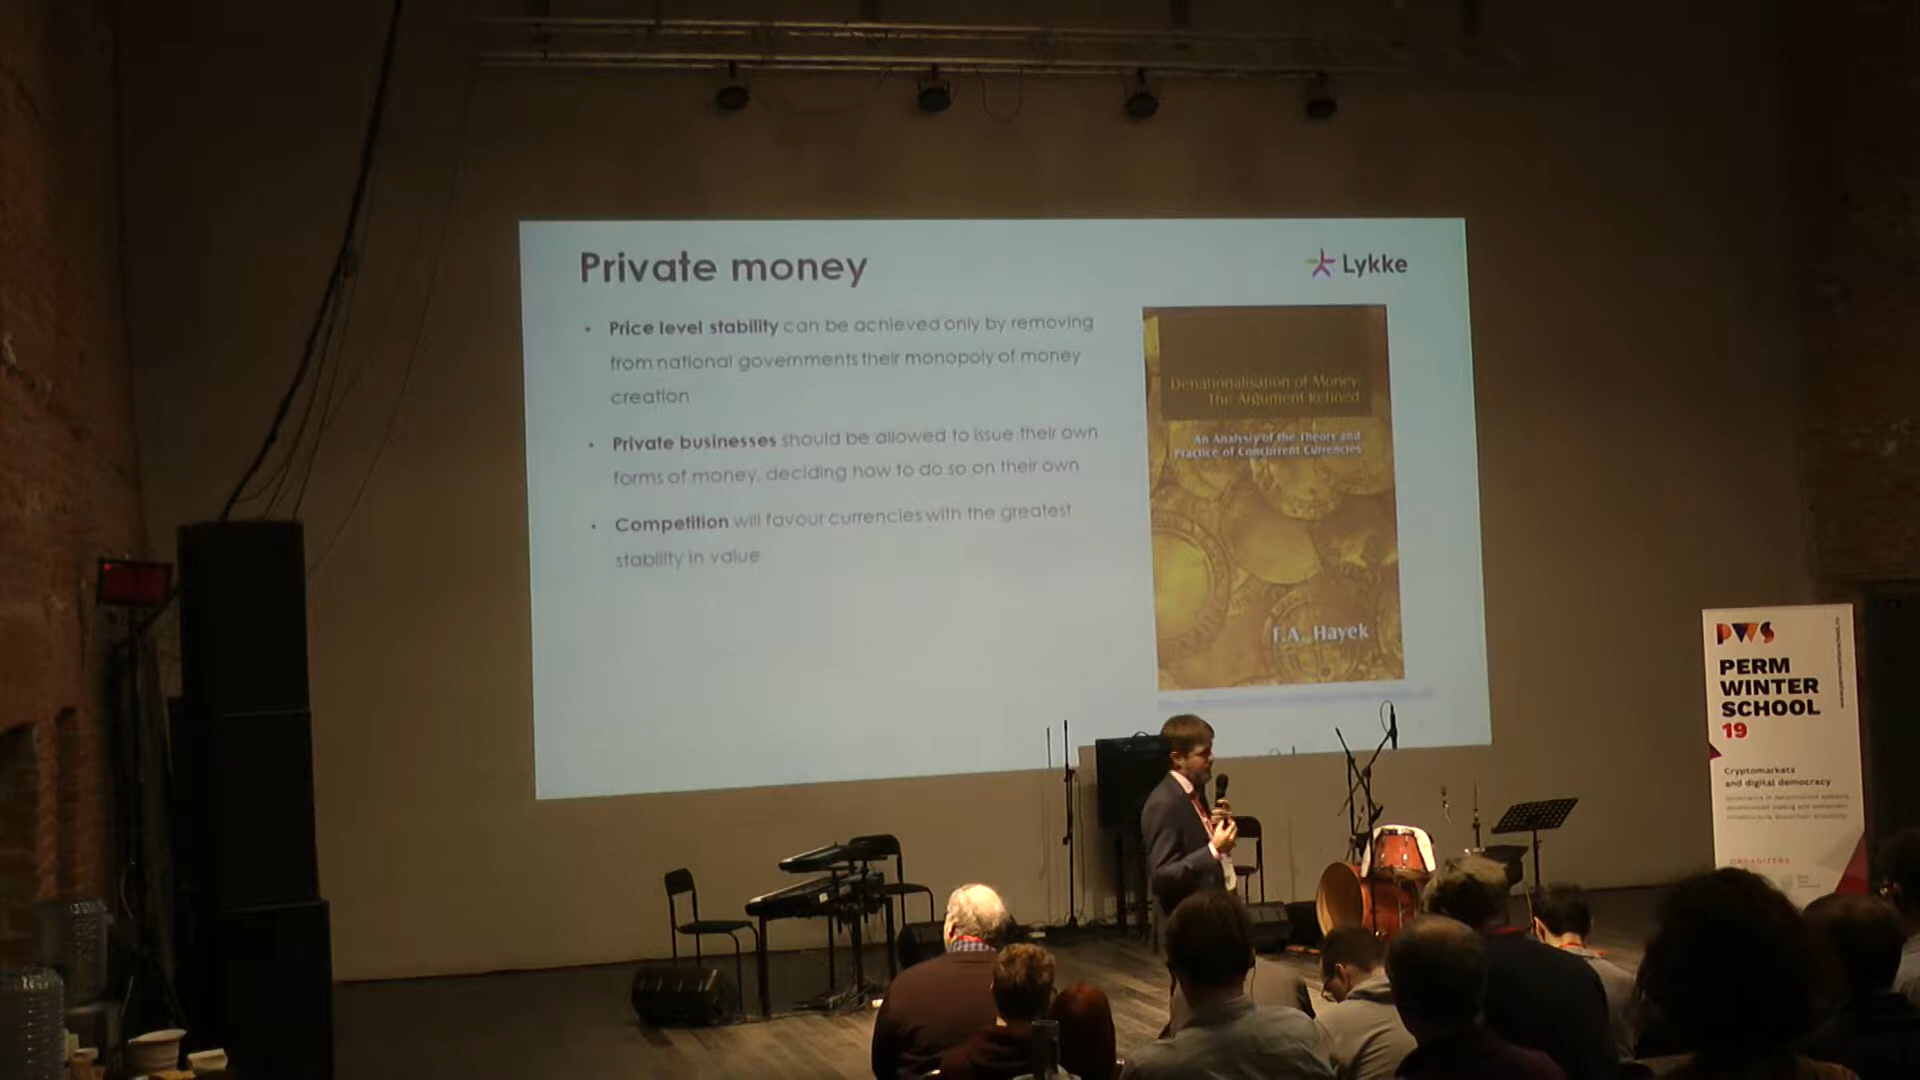 Private money
Lykke
• Price level stability can be achieved only by removing
from national governments their monopoly of money
creation
• Private businesses should be allowed to issue their own
forms of money, deciding how to do so on their own
• Competition will favour currencies with the greatest
stability in value
Denationalisation of Money
The Argument Refined
An Analysis of the Theory and
Practice of Concurrent Currencies
F.A. Hayek
PWS
PERM
WINTER
SCHOOL
19
Cryptomarkets
and digital democracy
ORGANIZERS